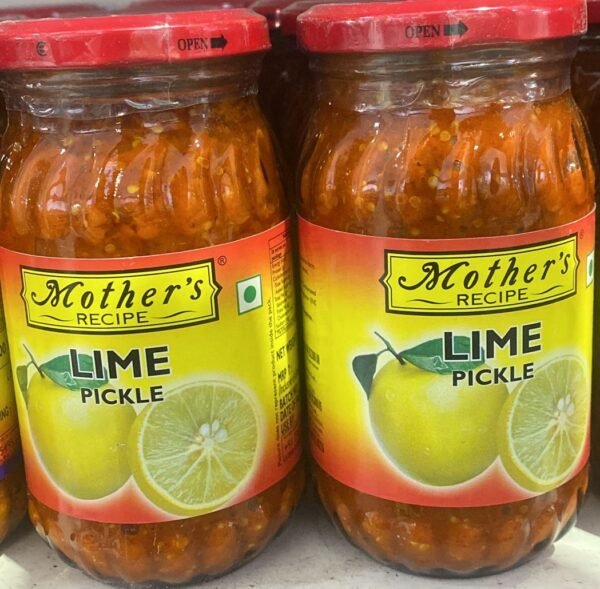 OPEN
Mother's
RECIPE
®
LIME
PICKLE
OPEN
Mother's
RECIPE
®
LIME
PICKLE